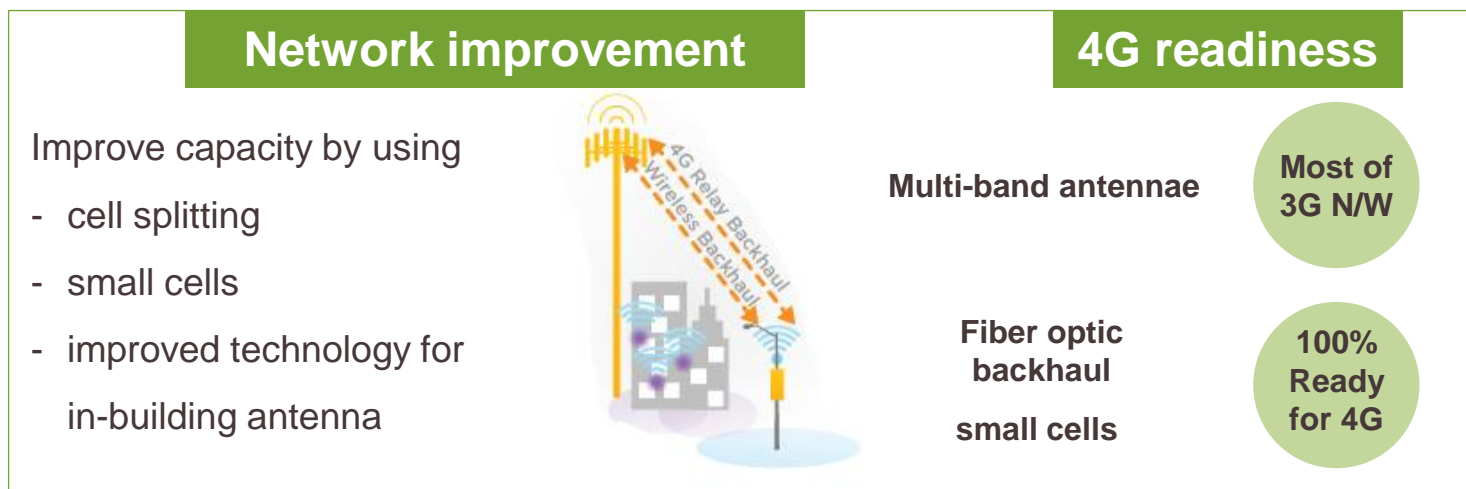 Network improvement
Improve capacity by using
- cell splitting
- small cells
- improved technology for
in-building antenna
4G Relay Backhaul
Wireless Backhaul
4G readiness
Multi-band antennae
Most of
3G N/W
Fiber optic
backhaul
small cells
100%
Ready
for 4G